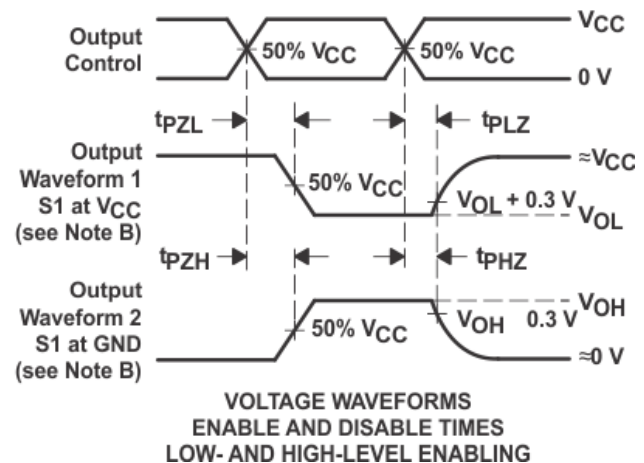 Output
Control
50% VCC
50% VCC
VCC
0 V
tPZL
tPLZ
Output
Waveform 1
S1 at VCC
(see Note B)
50% VCC
≈VCC
VOL + 0.3 V
VOL
tPZH
tPHZ
Output
Waveform 2
S1 at GND
(see Note B)
50% VCC
VOH
VOH 0.3 V
≈0 V
VOLTAGE WAVEFORMS
ENABLE AND DISABLE TIMES
LOW- AND HIGH-LEVEL ENABLING